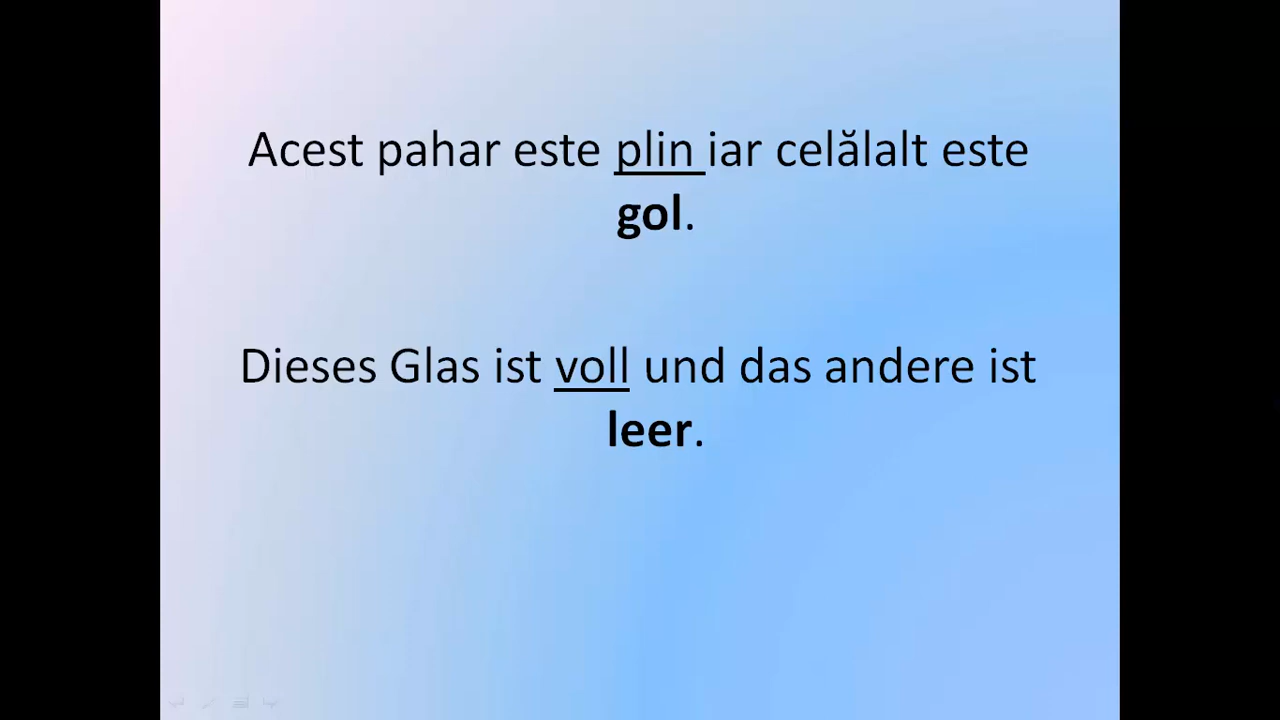 Acest pahar este plin iar celălalt este
gol.
Dieses Glas ist voll und das andere ist
leer.